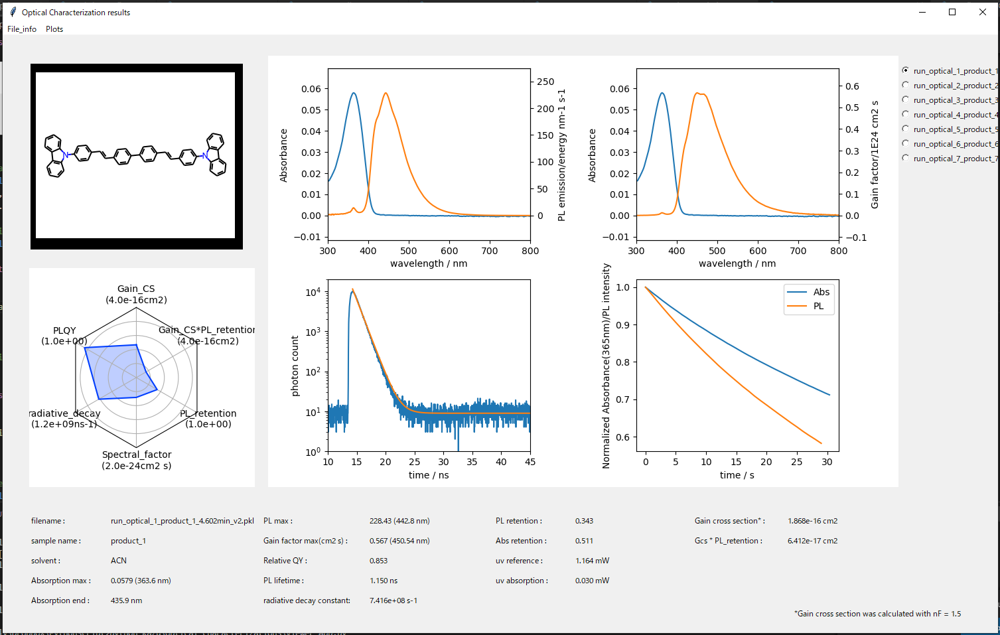 Optical Characterization results
File_info Plots
N N
Gain_CS
(4.0e-16cm2)
PLQY
(1.0e+00)
Gain_CS*PL_retention
(4.0e-16cm2)
radiative_decay
(1.2e+09ns-1)
PL_retention
(1.0e+00)
Spectral_factor
(2.0e-24cm2 s)
0.06
0.05
0.04
0.03
0.02
0.01
0.00
−0.01
Absorbance
250
200
150
100
50
0
PL emission/energy nm-1 s-1
300 400 500 600 700 800
wavelength / nm
0.06
0.05
0.04
0.03
0.02
0.01
0.00
−0.01
Absorbance
0.6
0.5
0.4
0.3
0.2
0.1
0.0
−0.1
Gain factor/1E24 cm2 s
300 400 500 600 700 800
wavelength / nm
10⁴
10³
10²
10¹
10⁰
photon count
10 15 20 25 30 35 40 45
time / ns
1.0
0.9
0.8
0.7
0.6
Normalized Absorbance(365nm)/PL intensity
Abs
PL
0 5 10 15 20 25 30
time / s
run_optical_1_product_1
run_optical_2_product_2
run_optical_3_product_3
run_optical_4_product_4
run_optical_5_product_5
run_optical_6_product_6
run_optical_7_product_7
filename : run_optical_1_product_1_4.602min_v2.pkl PL max : 228.43 (442.8 nm) PL retention : 0.343 Gain cross section* : 1.868e-16 cm2
sample name : product_1 Gain factor max(cm2 s) : 0.567 (450.54 nm) Abs retention : 0.511 Gcs * PL_retention : 6.412e-17 cm2
solvent : ACN Relative QY : 0.853 uv reference : 1.164 mW
Absorption max : 0.0579 (363.6 nm) PL lifetime : 1.150 ns uv absorption : 0.030 mW
Absorption end : 435.9 nm radiative decay constant: 7.416e+08 s-1
*Gain cross section was calculated with nF = 1.5